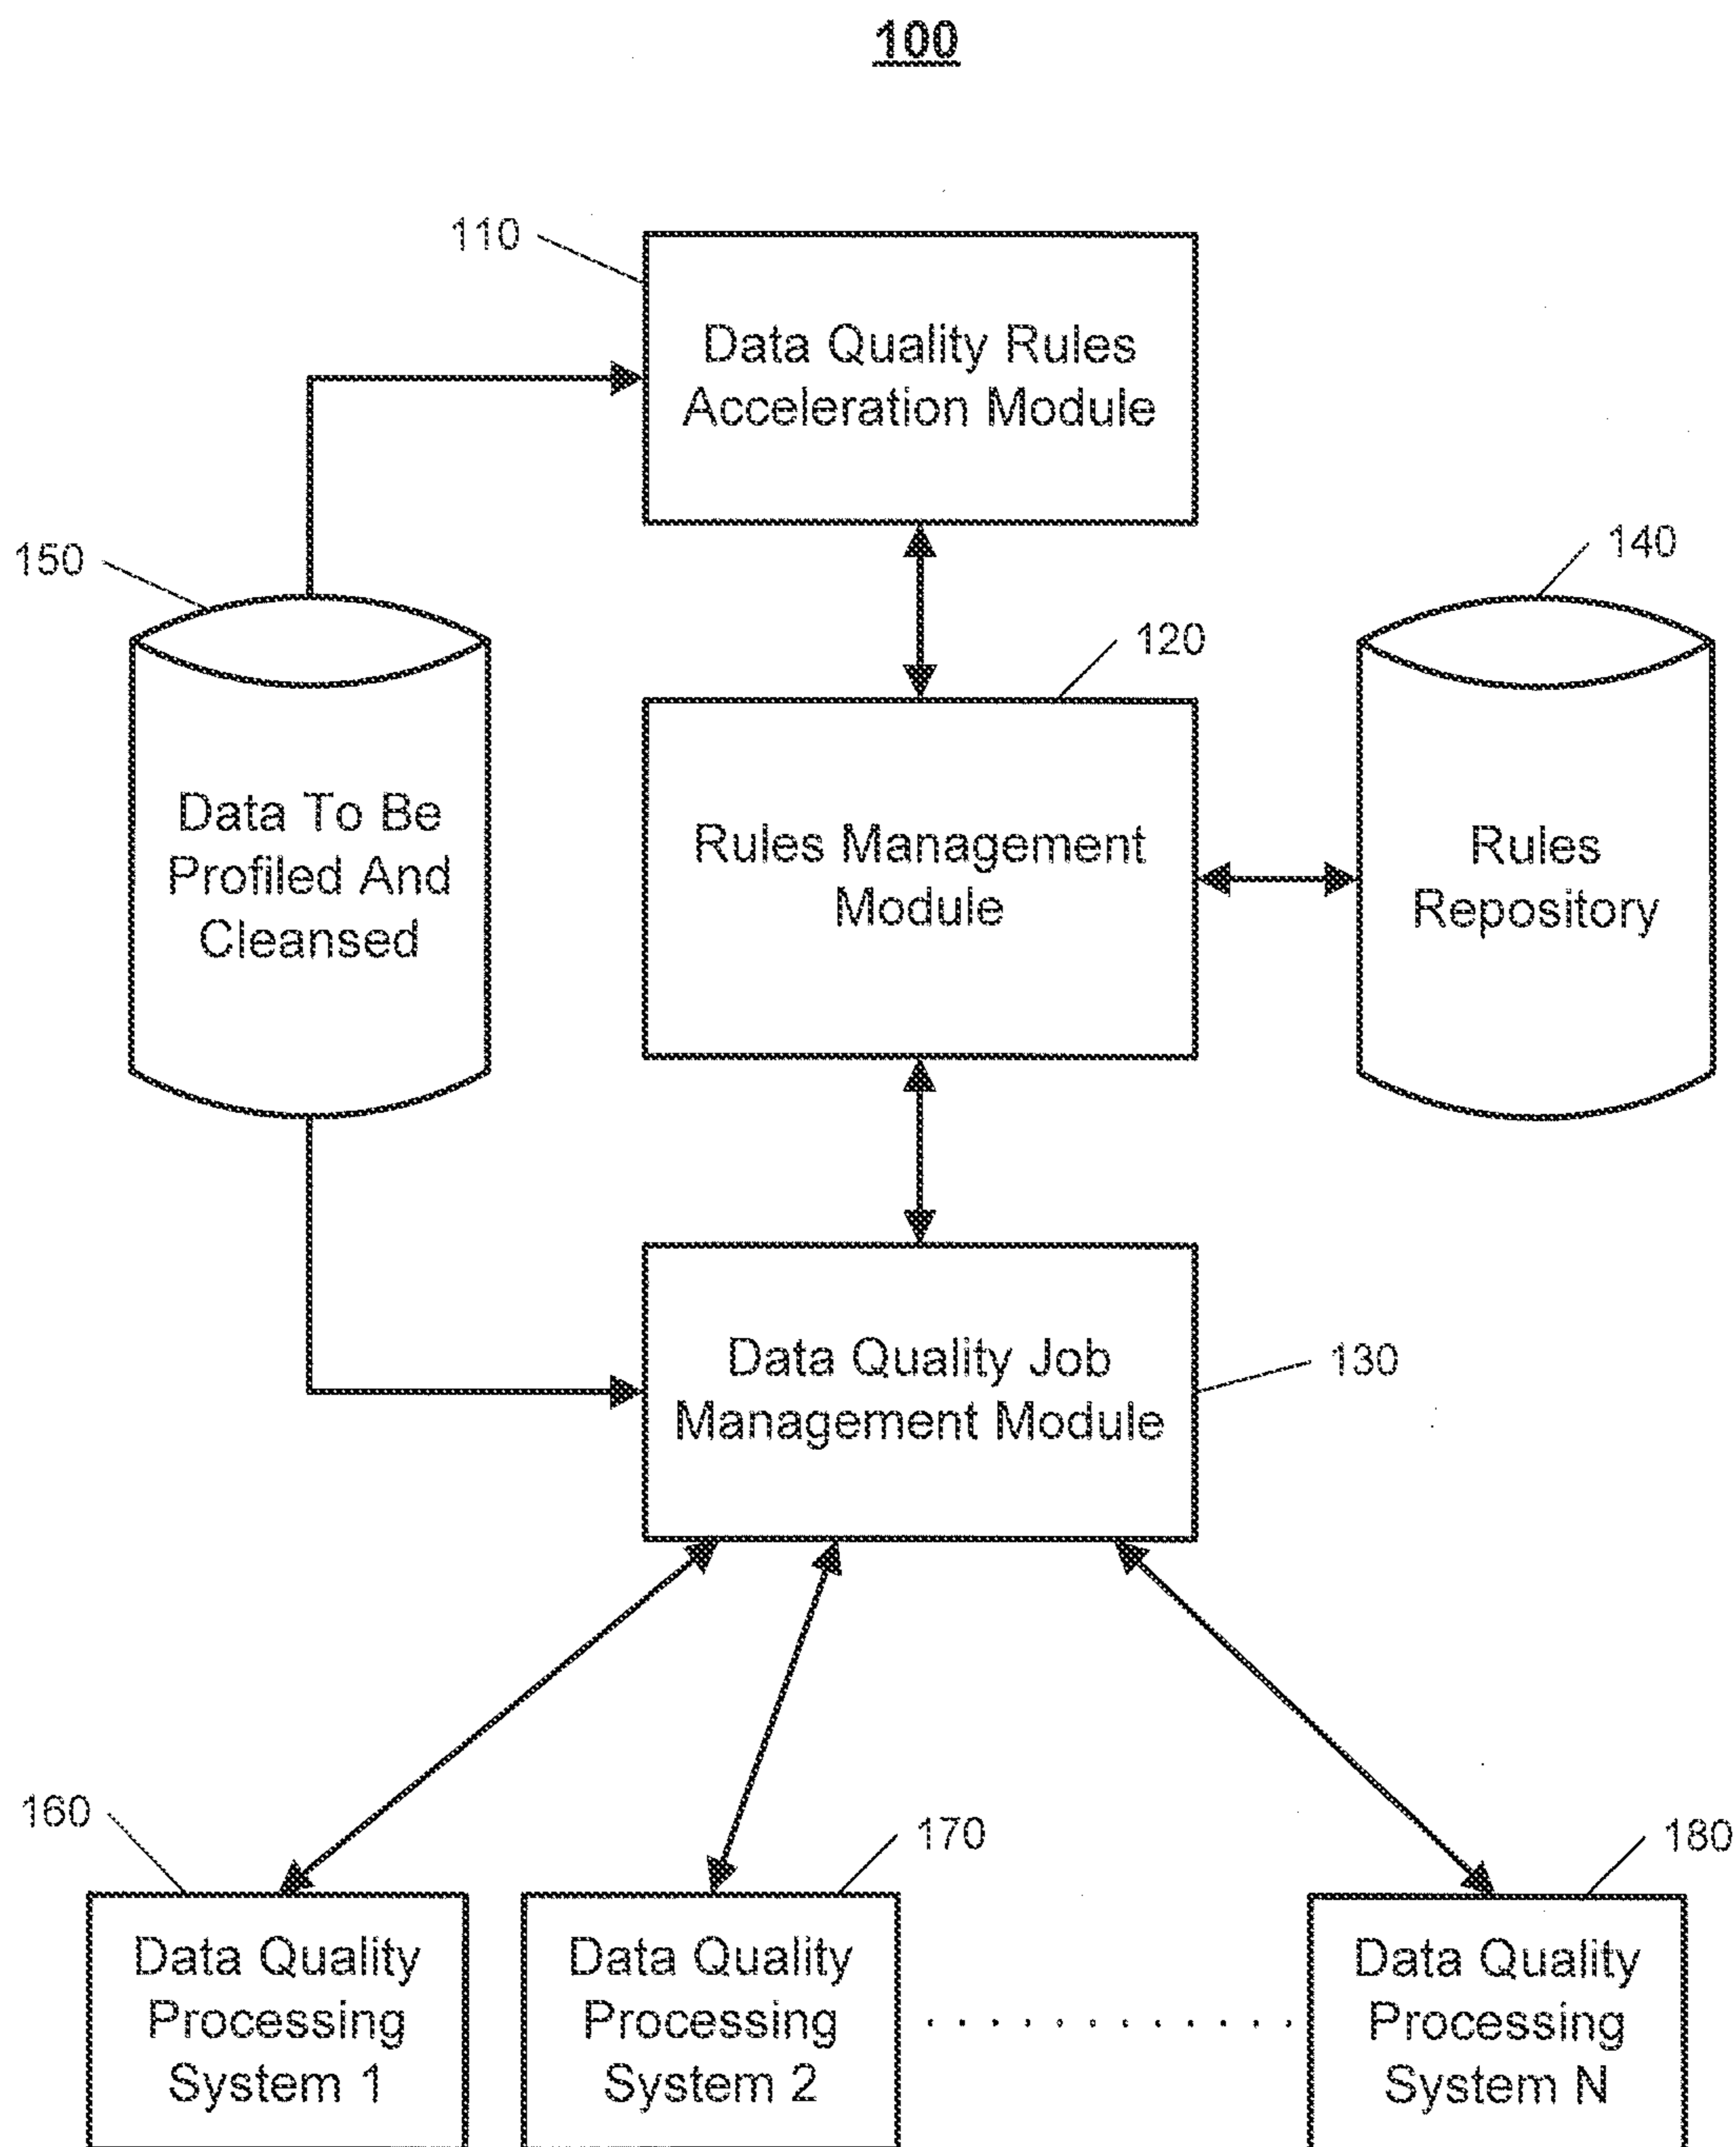 100
110
Data Quality Rules
Acceleration Module
150
140
120
Data To Be
Profiled And
Cleansed
Rules Management
Module
Rules
Repository
Data Quality Job
Management Module
130
160
170
180
Data Quality
Processing
System 1
Data Quality
Processing
System 2
Data Quality
Processing
System N